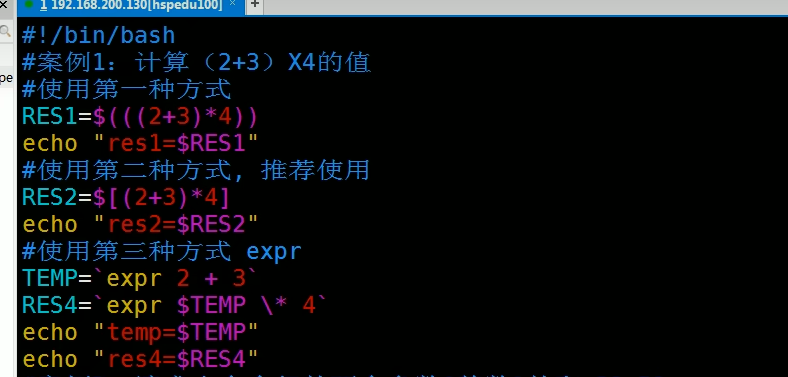 1 192.168.200.130[hspedu100] × +
pe
#!/bin/bash
#案例1：计算（2+3）X4的值
#使用第一种方式
RES1=$(((2+3)*4))
echo "res1=$RES1"
#使用第二种方式, 推荐使用
RES2=$[(2+3)*4]
echo "res2=$RES2"
#使用第三种方式 expr
TEMP=`expr 2 + 3`
RES4=`expr $TEMP \* 4`
echo "temp=$TEMP"
echo "res4=$RES4"